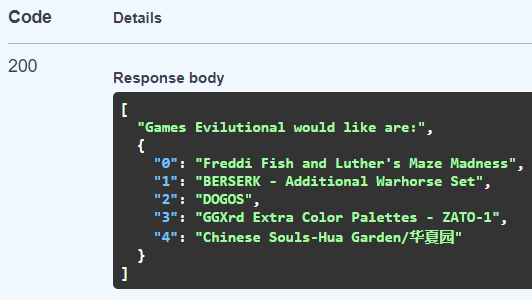 Code Details
200
Response body
[
"Games Evilutional would like are:",
{
"0": "Freddi Fish and Luther's Maze Madness",
"1": "BERSERK - Additional Warhorse Set",
"2": "DOGOS",
"3": "GGXrd Extra Color Palettes - ZATO-1",
"4": "Chinese Souls-Hua Garden/华夏园"
}
]